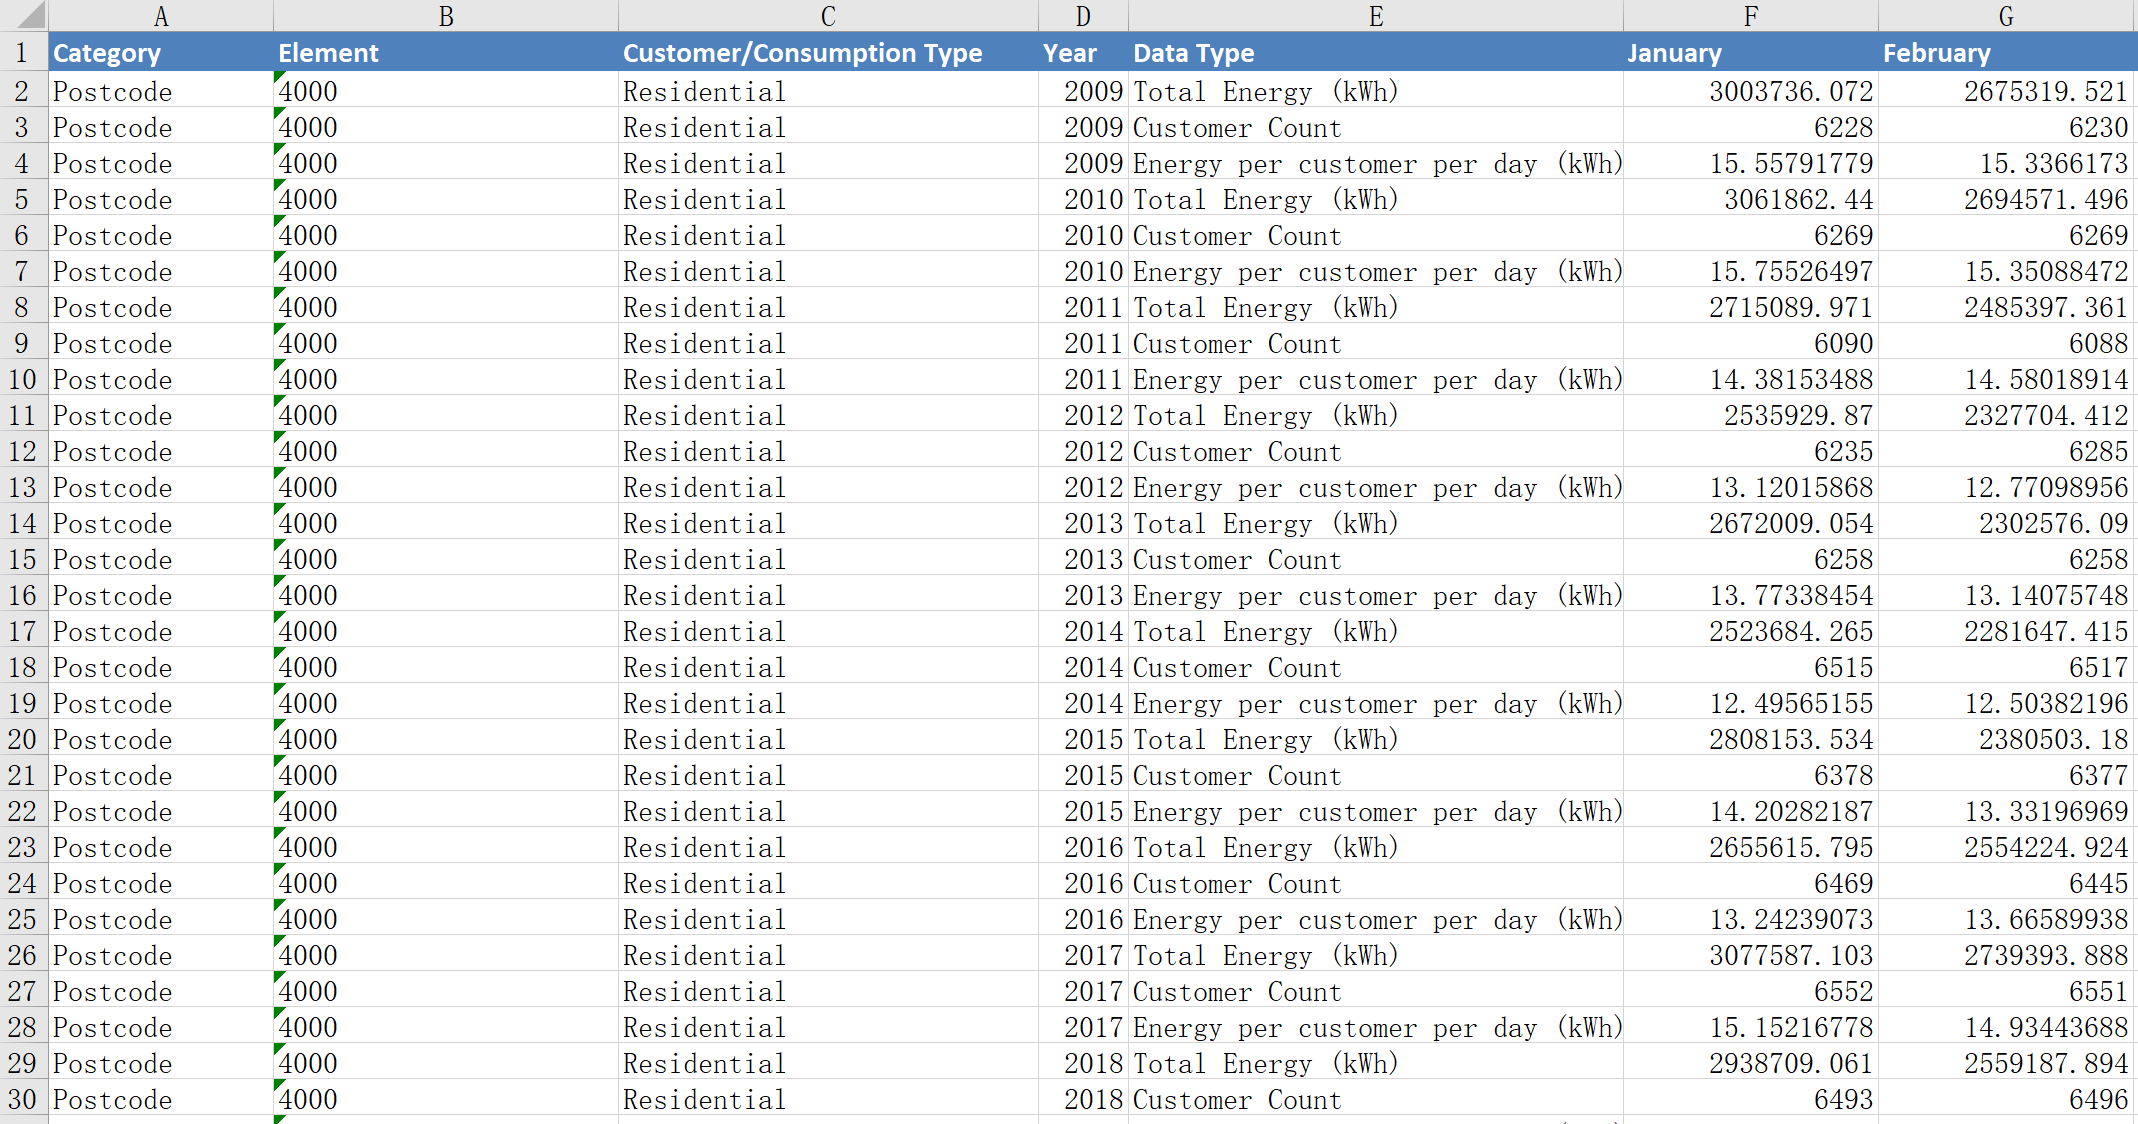 A B C D E F G
1 Category Element Customer/Consumption Type Year Data Type January February
2 Postcode 4000 Residential 2009 Total Energy (kWh) 3003736.072 2675319.521
3 Postcode 4000 Residential 2009 Customer Count 6228 6230
4 Postcode 4000 Residential 2009 Energy per customer per day (kWh) 15.55791779 15.3366173
5 Postcode 4000 Residential 2010 Total Energy (kWh) 3061862.44 2694571.496
6 Postcode 4000 Residential 2010 Customer Count 6269 6269
7 Postcode 4000 Residential 2010 Energy per customer per day (kWh) 15.75526497 15.35088472
8 Postcode 4000 Residential 2011 Total Energy (kWh) 2715089.971 2485397.361
9 Postcode 4000 Residential 2011 Customer Count 6090 6088
10 Postcode 4000 Residential 2011 Energy per customer per day (kWh) 14.38153488 14.58018914
11 Postcode 4000 Residential 2012 Total Energy (kWh) 2535929.87 2327704.412
12 Postcode 4000 Residential 2012 Customer Count 6235 6285
13 Postcode 4000 Residential 2012 Energy per customer per day (kWh) 13.12015868 12.77098956
14 Postcode 4000 Residential 2013 Total Energy (kWh) 2672009.054 2302576.09
15 Postcode 4000 Residential 2013 Customer Count 6258 6258
16 Postcode 4000 Residential 2013 Energy per customer per day (kWh) 13.77338454 13.14075748
17 Postcode 4000 Residential 2014 Total Energy (kWh) 2523684.265 2281647.415
18 Postcode 4000 Residential 2014 Customer Count 6515 6517
19 Postcode 4000 Residential 2014 Energy per customer per day (kWh) 12.49565155 12.50382196
20 Postcode 4000 Residential 2015 Total Energy (kWh) 2808153.534 2380503.18
21 Postcode 4000 Residential 2015 Customer Count 6378 6377
22 Postcode 4000 Residential 2015 Energy per customer per day (kWh) 14.20282187 13.33196969
23 Postcode 4000 Residential 2016 Total Energy (kWh) 2655615.795 2554224.924
24 Postcode 4000 Residential 2016 Customer Count 6469 6445
25 Postcode 4000 Residential 2016 Energy per customer per day (kWh) 13.24239073 13.66589938
26 Postcode 4000 Residential 2017 Total Energy (kWh) 3077587.103 2739393.888
27 Postcode 4000 Residential 2017 Customer Count 6552 6551
28 Postcode 4000 Residential 2017 Energy per customer per day (kWh) 15.15216778 14.93443688
29 Postcode 4000 Residential 2018 Total Energy (kWh) 2938709.061 2559187.894
30 Postcode 4000 Residential 2018 Customer Count 6493 6496